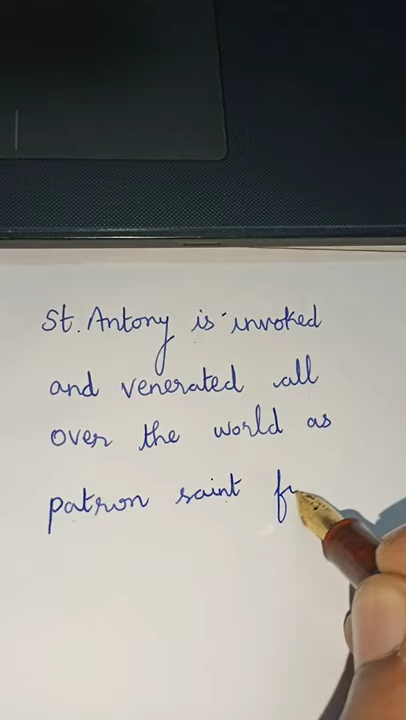 St. Antony is invoked
and venerated all
over the world as
patron saint